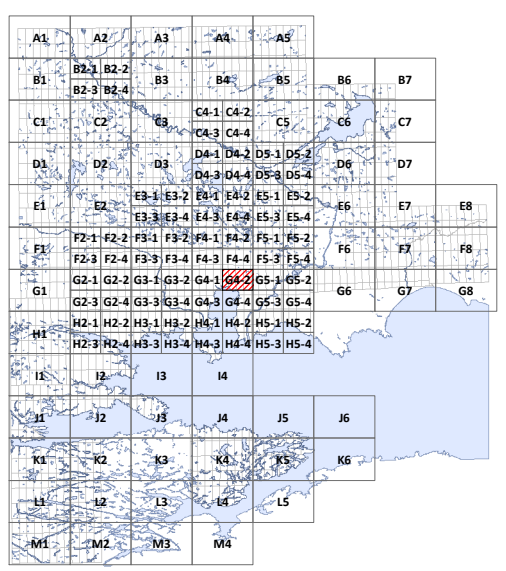 A1 A2 A3 A4 A5
B2-1 B2-2
B1 B3 B4 B5 B6 B7
B2-3 B2-4
C4-1 C4-2
C1 C2 C3 C5 C6 C7
C4-3 C4-4
D4-1 D4-2 D5-1 D5-2
D1 D2 D3 D6 D7
D4-3 D4-4 D5-3 D5-4
E3-1 E3-2 E4-1 E4-2 E5-1 E5-2
E1 E2 E6 E7 E8
E3-3 E3-4 E4-3 E4-4 E5-3 E5-4
F2-1 F2-2 F3-1 F3-2 F4-1 F4-2 F5-1 F5-2
F1 F6 F7 F8
F2-3 F2-4 F3-3 F3-4 F4-3 F4-4 F5-3 F5-4
G2-1 G2-2 G3-1 G3-2 G4-1 G4-2 G5-1 G5-2
G1 G6 G7 G8
G2-3 G2-4 G3-3 G3-4 G4-3 G4-4 G5-3 G5-4
H2-1 H2-2 H3-1 H3-2 H4-1 H4-2 H5-1 H5-2
H1
H2-3 H2-4 H3-3 H3-4 H4-3 H4-4 H5-3 H5-4
I1 I2 I3 I4
J1 J2 J3 J4 J5 J6
K1 K2 K3 K4 K5 K6
L1 L2 L3 L4 L5
M1 M2 M3 M4